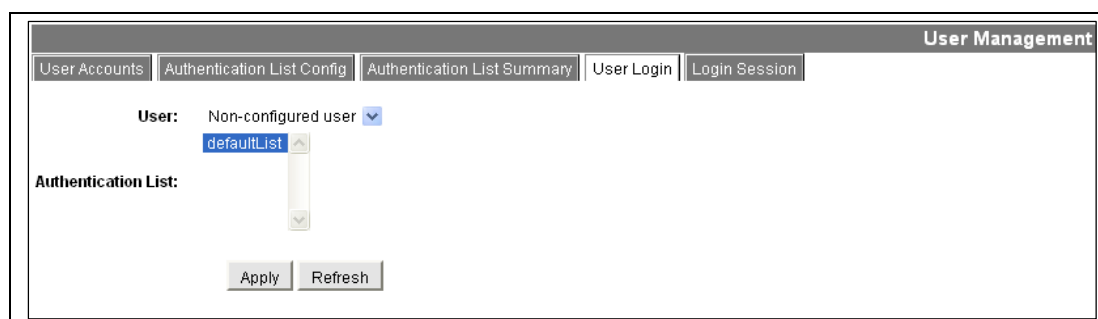 User Management
User Accounts Authentication List Config Authentication List Summary User Login Login Session
User: Non-configured user
defaultList
Authentication List:
Apply Refresh